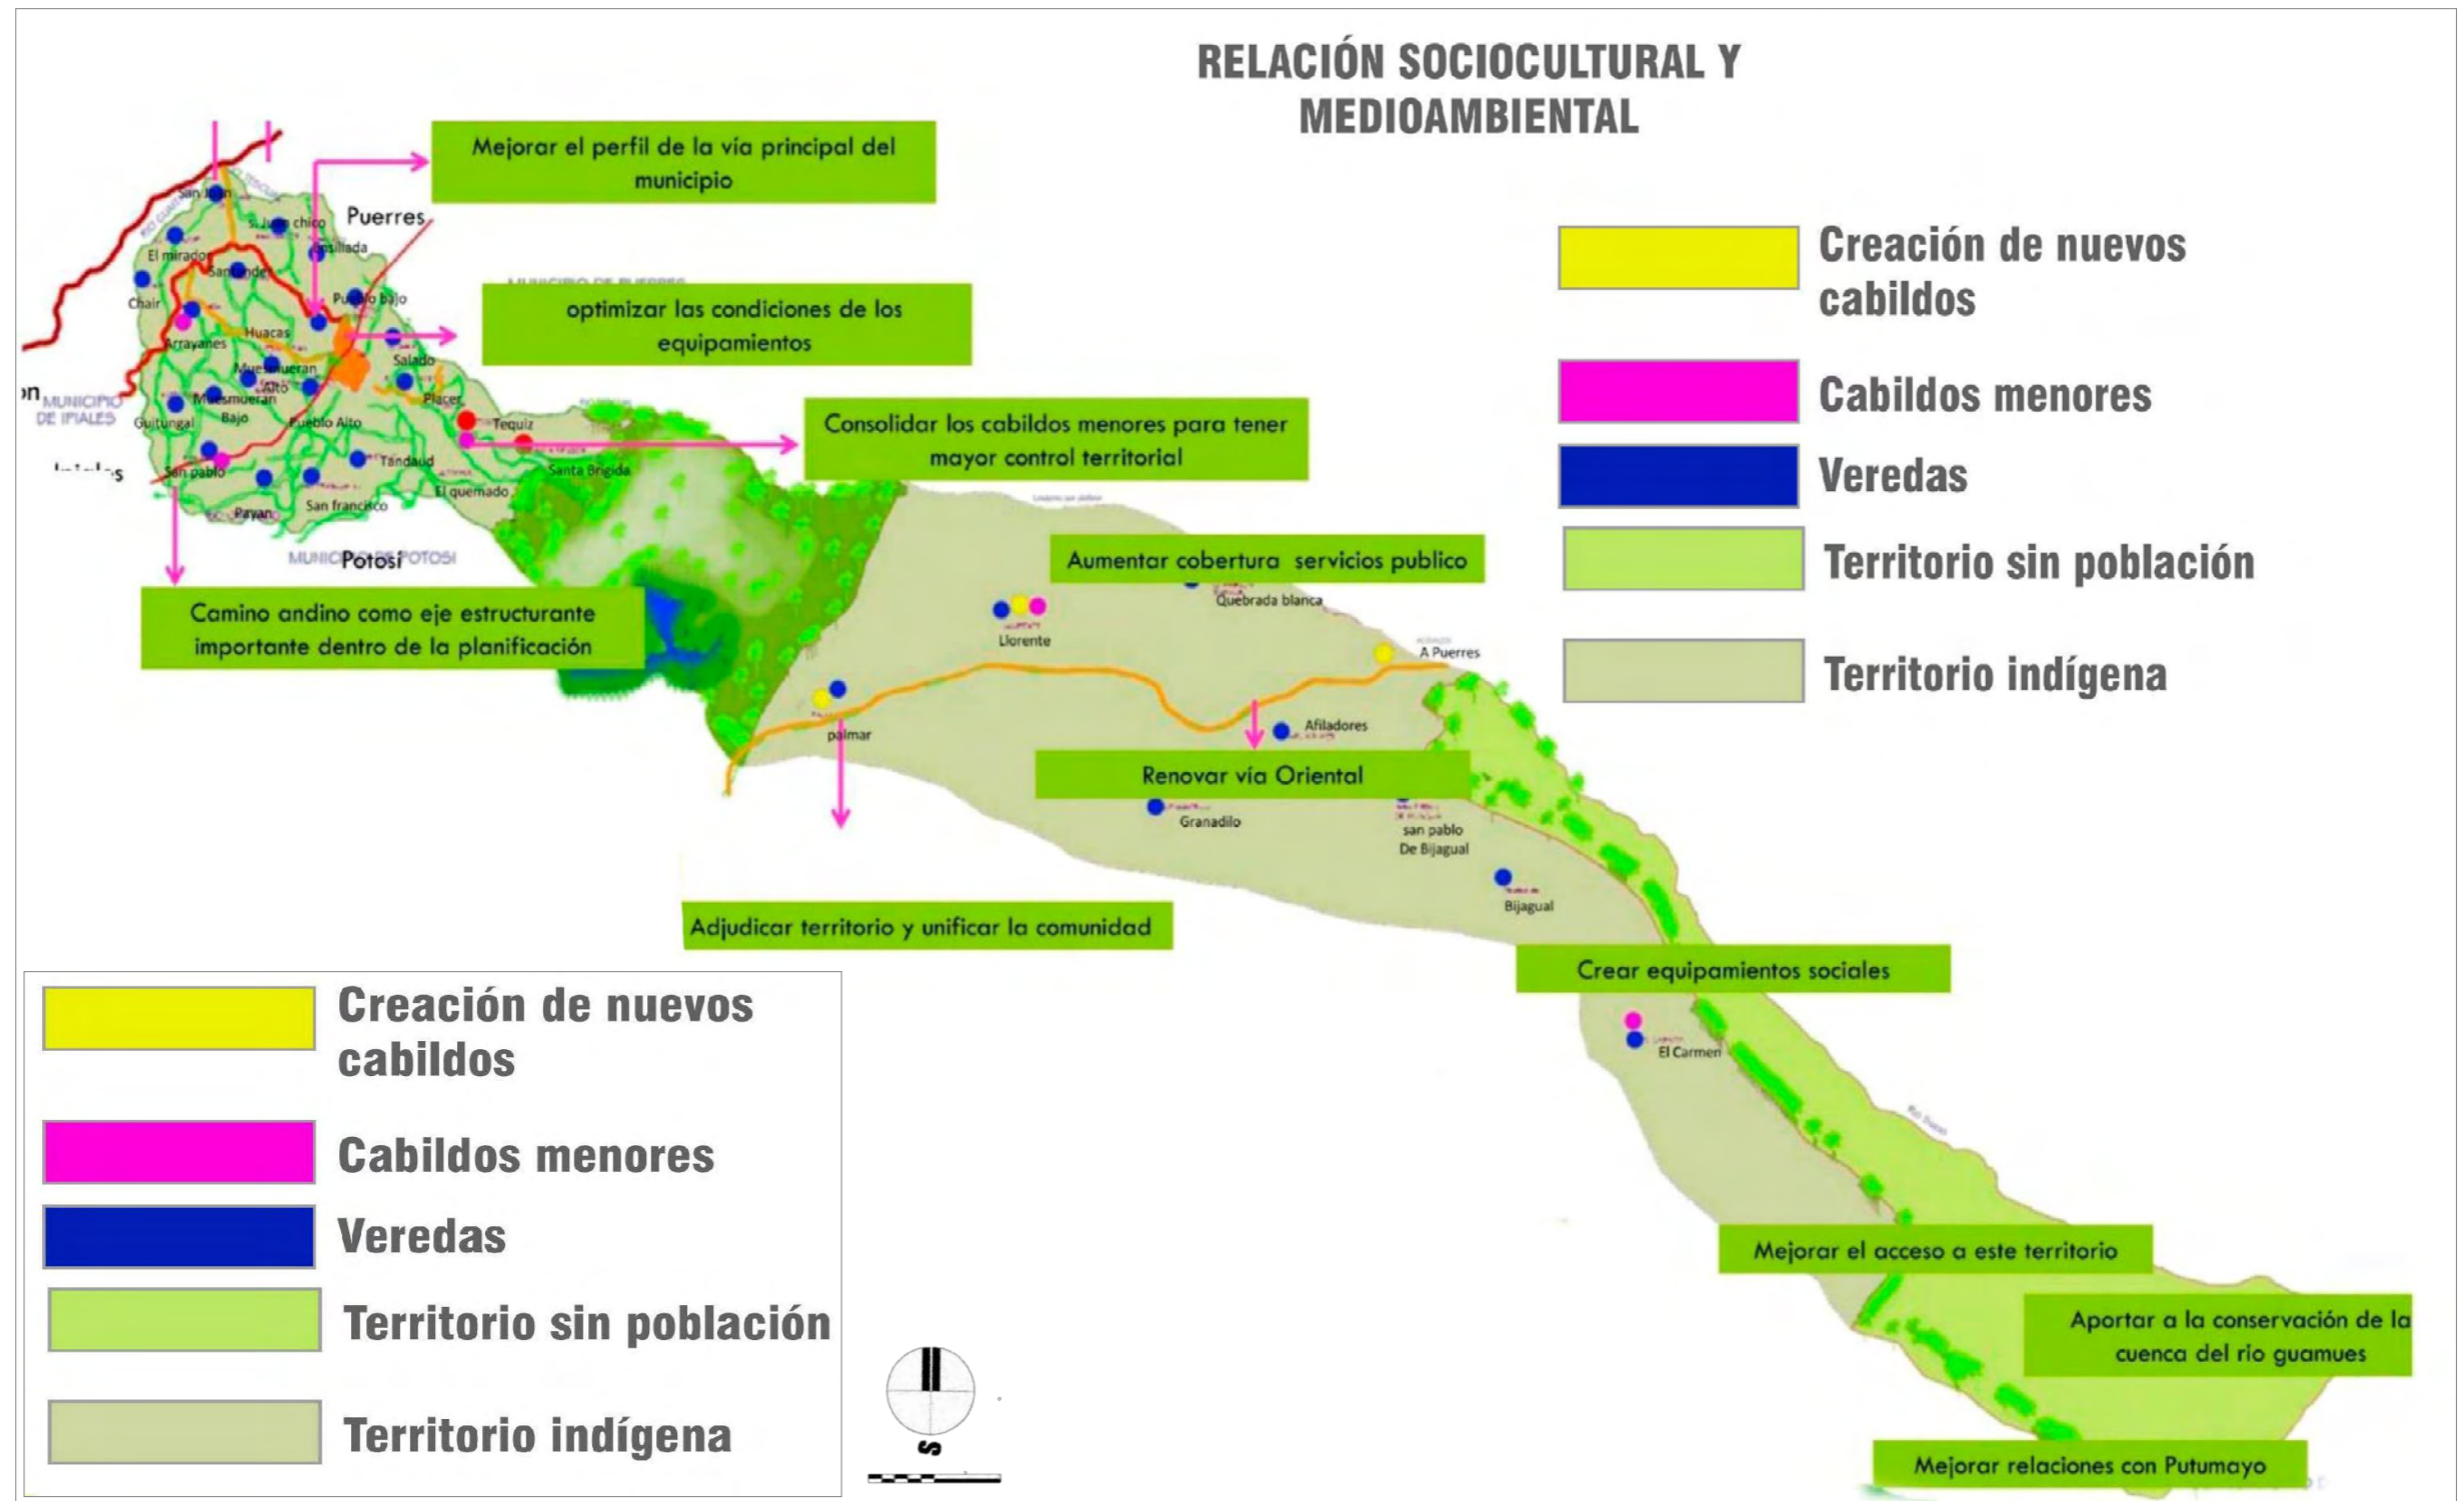 RELACIÓN SOCIOCULTURAL Y
MEDIOAMBIENTAL
Mejorar el perfil de la vía principal del
municipio
San Juan
S. Juan chico
Puerres
El mirador
Santander
MUNICIPIO DE PUERRES
optimizar las condiciones de los
equipamientos
Chair
Pueblo bajo
Huacas
Arrayanes
Salado
Muesmueran
Alto
MUNICIPIO
DE IPIALES
Muesmueran
Bajo
Placer
Guitungal
Pueblo Alto
Tequiz
Consolidar los cabildos menores para tener
mayor control territorial
San pablo
Tandaud
Santa Brigida
El quemado
San francisco
Payan
Potosí
Camino andino como eje estructurante
importante dentro de la planificación
Aumentar cobertura servicios publico
Quebrada blanca
Llorente
A Puerres
palmar
Afiladores
Renovar vía Oriental
Granadilo
san pablo
De Bijagual
Bijagual
Adjudicar territorio y unificar la comunidad
Crear equipamientos sociales
El Carmen
Mejorar el acceso a este territorio
Aportar a la conservación de la
cuenca del rio guamues
Mejorar relaciones con Putumayo
Creación de nuevos
cabildos
Cabildos menores
Veredas
Territorio sin población
Territorio indígena
Creación de nuevos
cabildos
Cabildos menores
Veredas
Territorio sin población
Territorio indígena
S